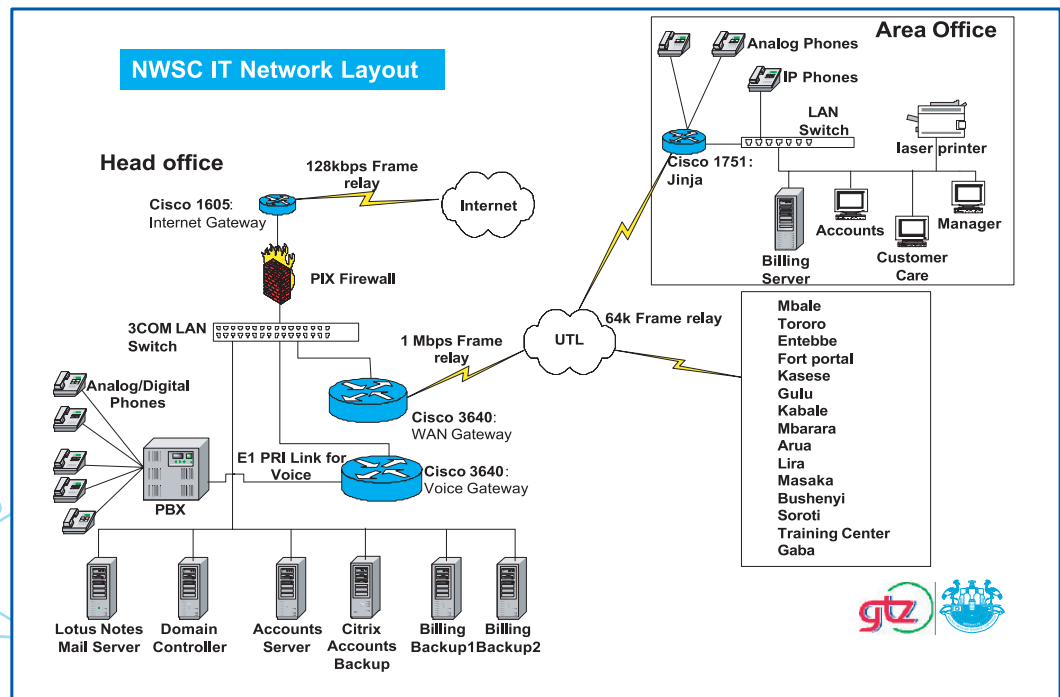 NWSC IT Network Layout
Area Office
Analog Phones
IP Phones
LAN
Switch
laser printer
Cisco 1751:
Jinja
Accounts
Manager
Billing
Server
Customer
Care
Head office
128kbps Frame
relay
Cisco 1605:
Internet Gateway
Internet
PIX Firewall
3COM LAN
Switch
1 Mbps Frame
relay
UTL
64k Frame relay
Mbale
Tororo
Entebbe
Fort portal
Kasese
Gulu
Kabale
Mbarara
Arua
Lira
Masaka
Bushenyi
Soroti
Training Center
Gaba
Analog/Digital
Phones
Cisco 3640:
WAN Gateway
E1 PRI Link for
Voice
Cisco 3640:
Voice Gateway
PBX
Lotus Notes
Mail Server
Domain
Controller
Accounts
Server
Citrix
Accounts
Backup
Billing
Backup1
Billing
Backup2
gtz